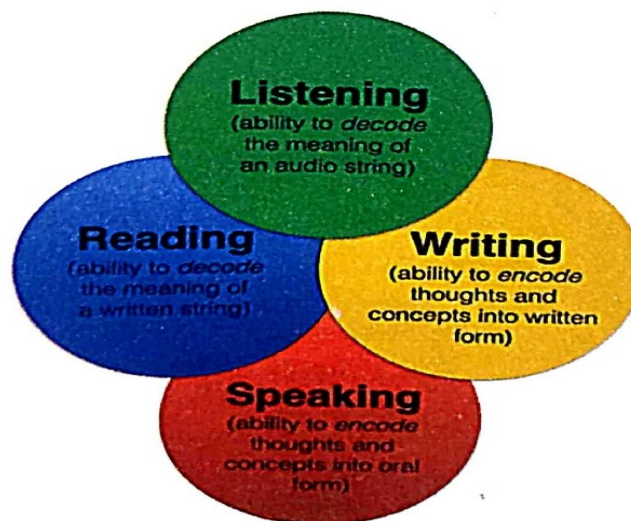 Listening
(ability to decode
the meaning of
an audio string)
Reading
(ability to decode
the meaning of
a written string)
Writing
(ability to encode
thoughts and
concepts into written
form)
Speaking
(ability to encode
thoughts and
concepts into oral
form)